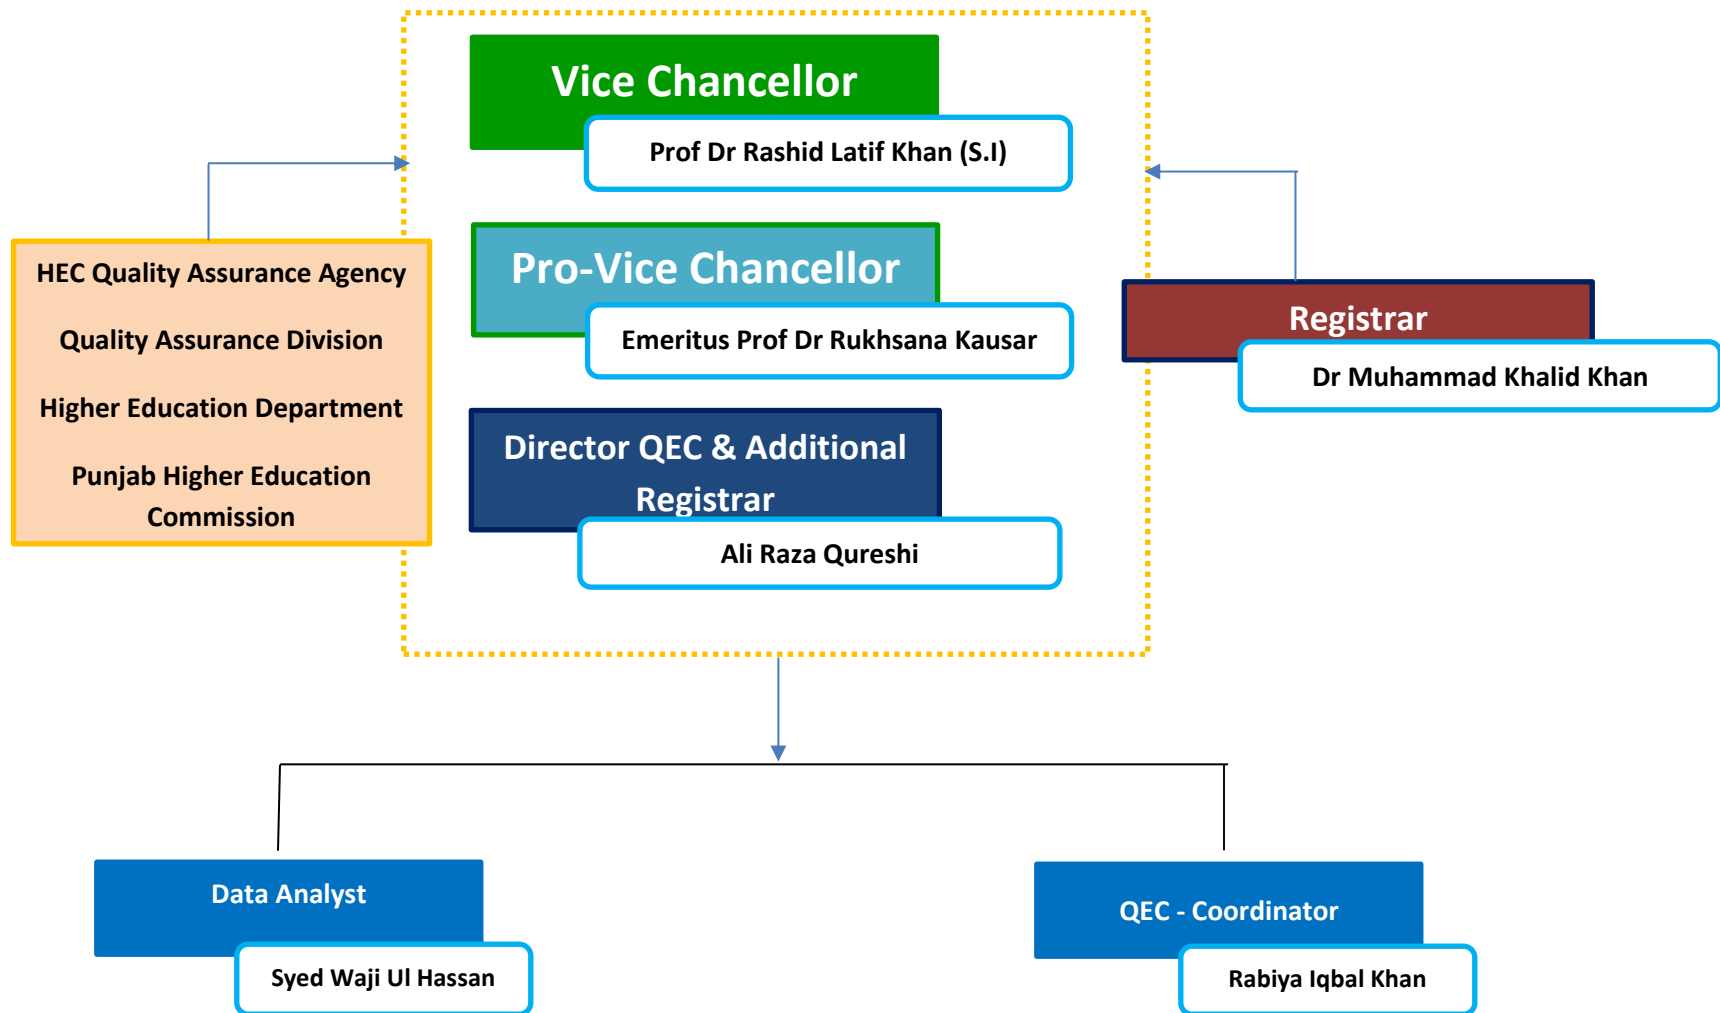 Vice Chancellor
Prof Dr Rashid Latif Khan (S.I)
HEC Quality Assurance Agency
Quality Assurance Division
Higher Education Department
Punjab Higher Education
Commission
Pro-Vice Chancellor
Emeritus Prof Dr Rukhsana Kausar
Registrar
Dr Muhammad Khalid Khan
Director QEC & Additional
Registrar
Ali Raza Qureshi
Data Analyst
Syed Waji Ul Hassan
QEC - Coordinator
Rabiya Iqbal Khan